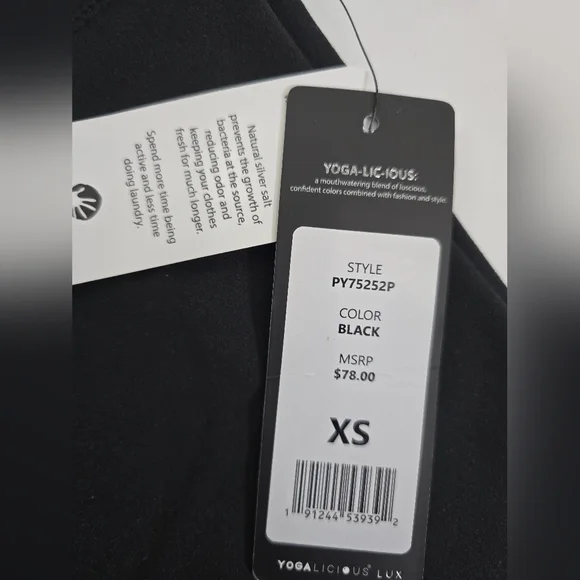 Natural silver salt
prevents the growth of
bacteria at the source,
reducing odor and
keeping your clothes
fresh for much longer.
Spend more time being
active and less time
doing laundry.
YOGA-LIC-IOUS:
a mouthwatering blend of luscious,
confident colors combined with fashion and style.
STYLE
PY75252P
COLOR
BLACK
MSRP
$78.00
XS
1 91244 53939 2
YOGALICIOUS® LUX